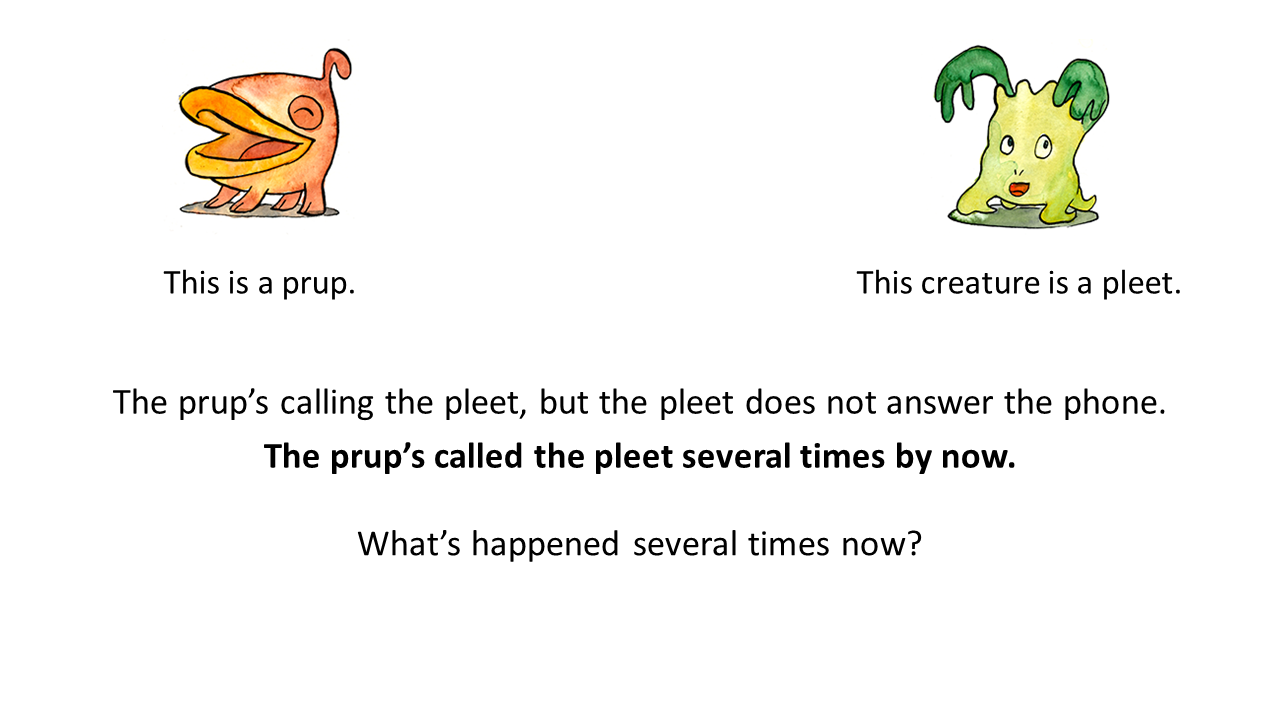 This is a prup.
This creature is a pleet.
The prup’s calling the pleet, but the pleet does not answer the phone.
The prup’s called the pleet several times by now.
What’s happened several times now?